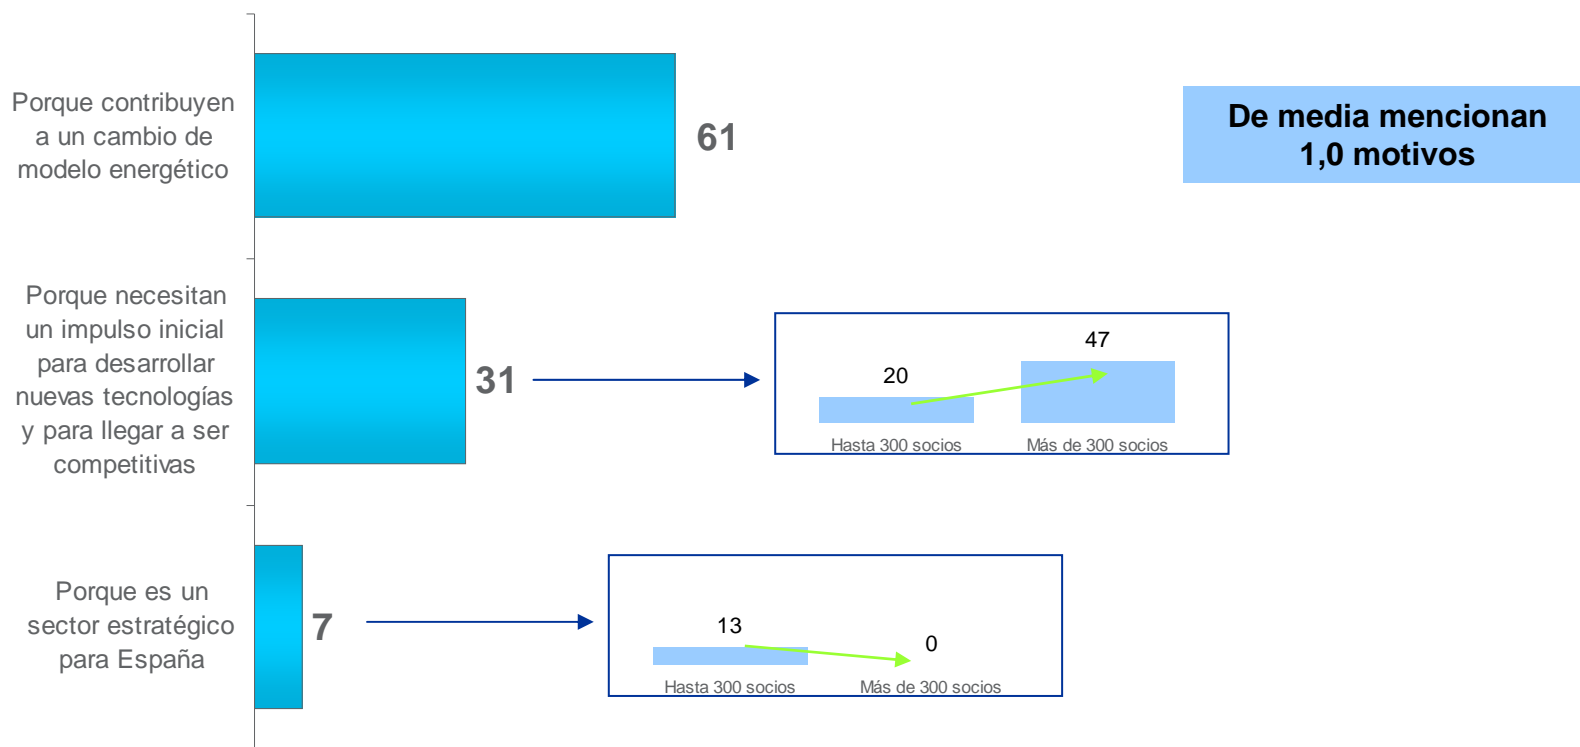 Porque contribuyen
a un cambio de
modelo energético
61
De media mencionan
1,0 motivos
Porque necesitan
un impulso inicial
para desarrollar
nuevas tecnologías
y para llegar a ser
competitivas
31
20
47
Hasta 300 socios
Más de 300 socios
Porque es un
sector estratégico
para España
7
13
0
Hasta 300 socios
Más de 300 socios